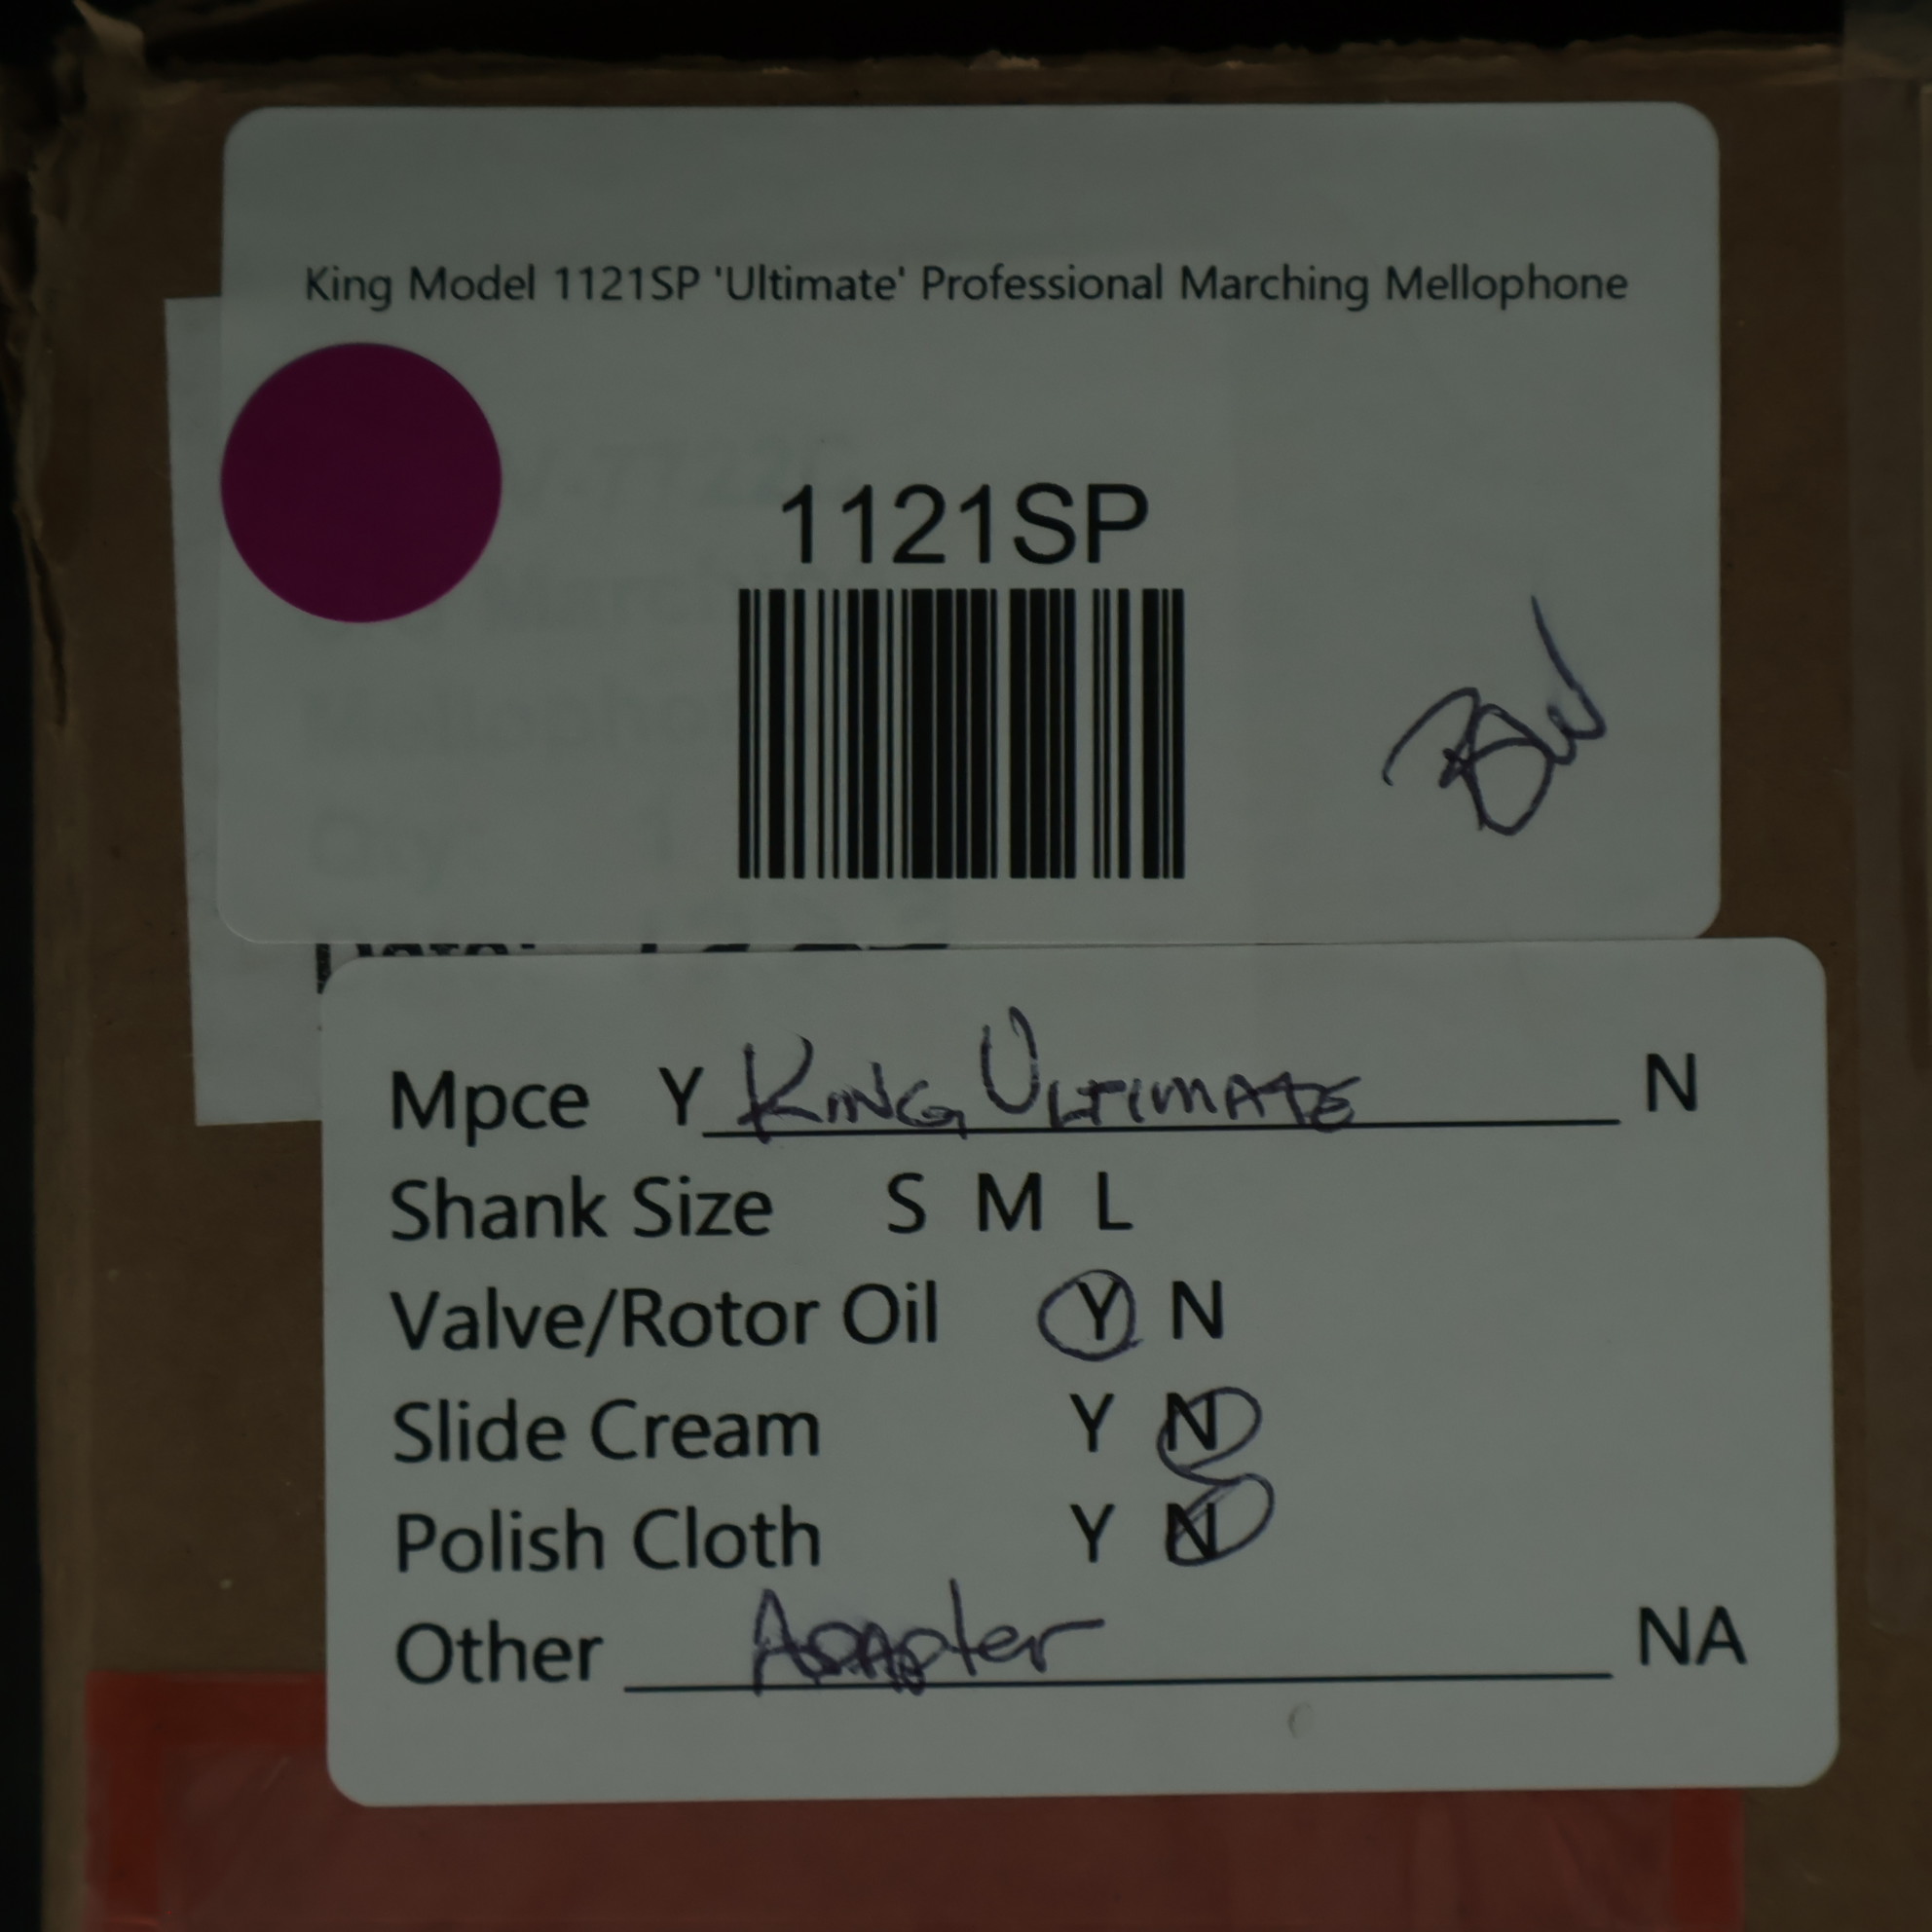 King Model 1121SP 'Ultimate' Professional Marching Mellophone
1121SP
Mpce Y King Ultimate N
Shank Size S M L
Valve/Rotor Oil Y N
Slide Cream Y N
Polish Cloth Y N
Other Adapter NA